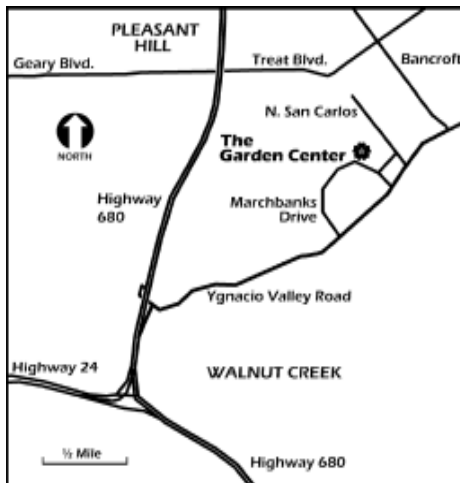 PLEASANT
HILL
Geary Blvd.
Treat Blvd.
Bancroft
N. San Carlos
NORTH
The
Garden Center
Highway
680
Marchbanks
Drive
Ygnacio Valley Road
Highway 24
WALNUT CREEK
½ Mile
Highway 680